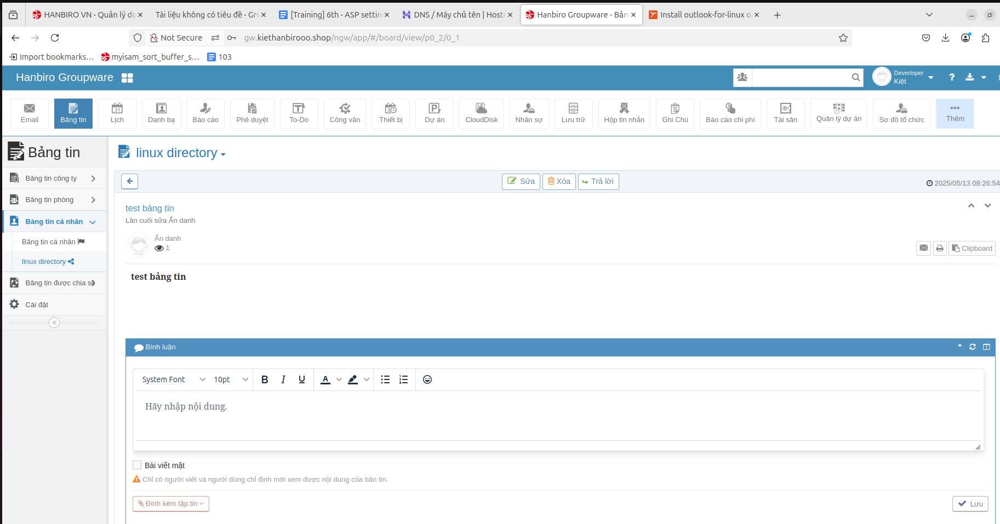 HANBIRO VN - Quản lý dự
Tài liệu không có tiêu đề - Gro
[Training] 6th - ASP settin
DNS / Máy chủ tên | Hosti
Hanbiro Groupware - Bản
Install outlook-for-linux o
Not Secure
gw.kiethanbirooo.shop/ngw/app/#/board/view/p0_2/0_1
Import bookmarks...
myisam_sort_buffer_s...
103
Hanbiro Groupware
Deverloper
Kiệt
Email
Bảng tin
Lịch
Danh bạ
Báo cáo
Phê duyệt
To-Do
Công văn
Thiết bị
Dự án
CloudDisk
Nhân sự
Lưu trữ
Hộp tin nhắn
Ghi Chú
Báo cáo chi phí
Tài sản
Quản lý dự án
Sơ đồ tổ chức
Thêm
Bảng tin
Bảng tin công ty
Bảng tin phòng
Bảng tin cá nhân
Bảng tin cá nhân
linux directory
Bảng tin được chia sẻ
Cài đặt
linux directory
Sửa
Xóa
Trả lời
2025/05/13 08:26:54
test bảng tin
Lần cuối sửa Ẩn danh
Ẩn danh
1
Clipboard
test bảng tin
Bình luận
System Font
10pt
B
I
U
A
Hãy nhập nội dung.
Bài viết mật
Chỉ có người viết và người dùng chỉ định mới xem được nội dung của bản tin.
Đính kèm tập tin
Lưu